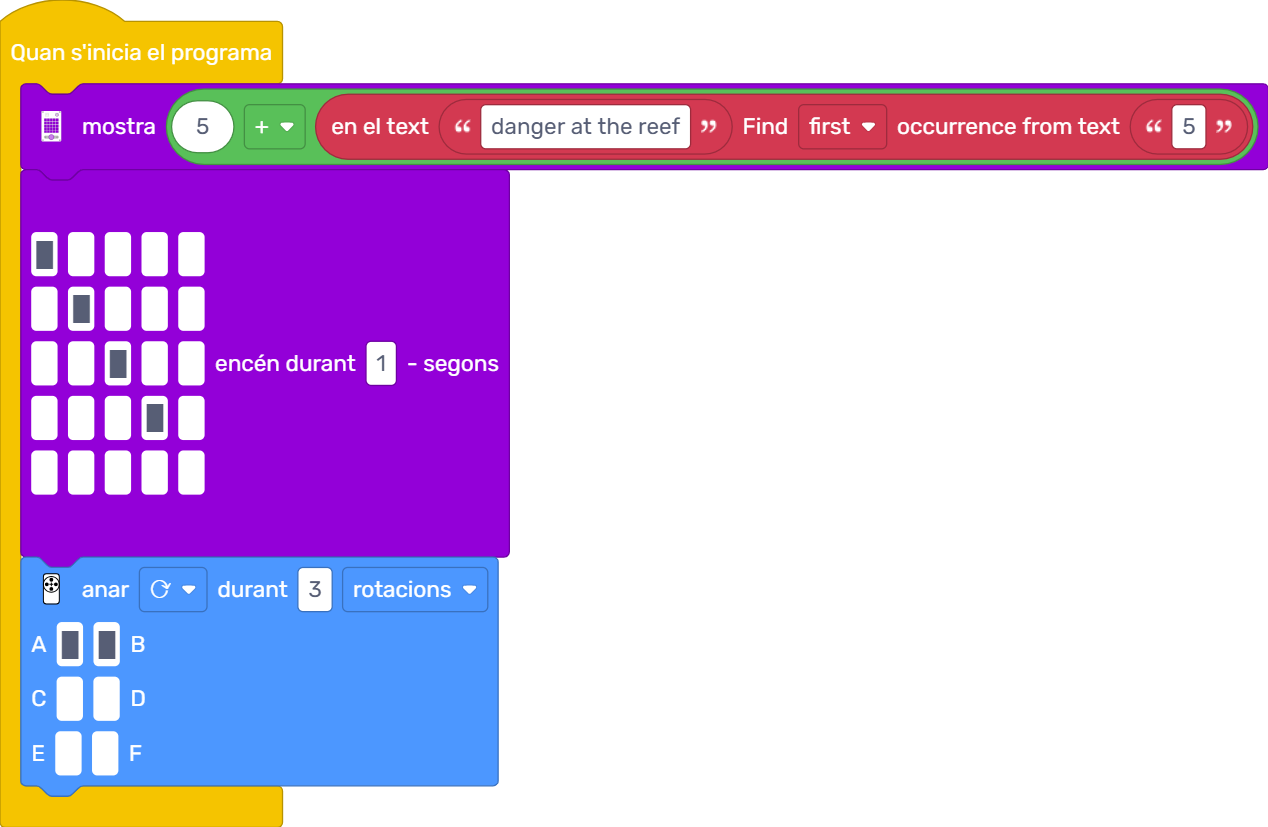 Quan s'inicia el programa
mostra 5 + en el text “ danger at the reef ” Find first occurrence from text “ 5 ”
encén durant 1 - segons
anar durant 3 rotacions
A B
C D
E F